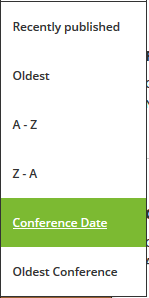 Recently published
Oldest
A - Z
Z - A
Conference Date
Oldest Conference